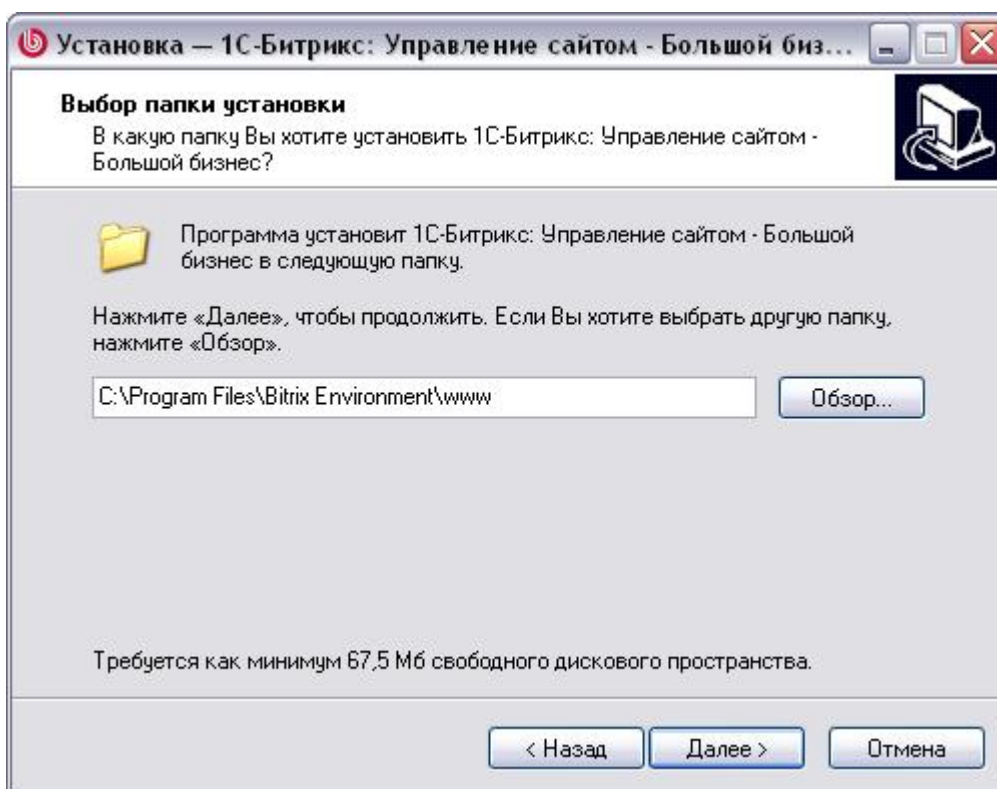 Установка — 1С-Битрикс: Управление сайтом - Большой биз...
Выбор папки установки
В какую папку Вы хотите установить 1С-Битрикс: Управление сайтом -
Большой бизнес?
Программа установит 1С-Битрикс: Управление сайтом - Большой
бизнес в следующую папку.
Нажмите «Далее», чтобы продолжить. Если Вы хотите выбрать другую папку,
нажмите «Обзор».
C:\Program Files\Bitrix Environment\www
Обзор...
Требуется как минимум 67,5 Мб свободного дискового пространства.
< Назад Далее > Отмена